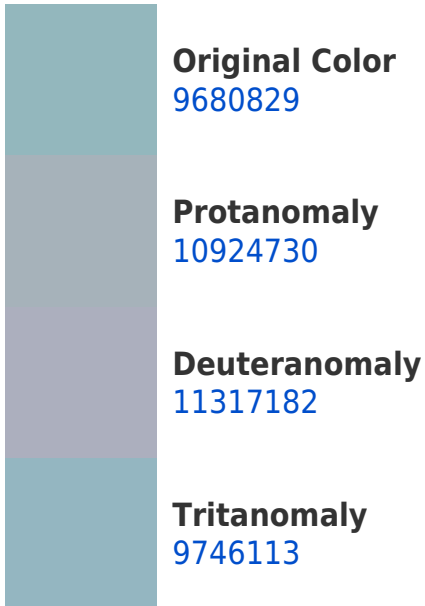 Original Color
9680829
Protanomaly
10924730
Deuteranomaly
11317182
Tritanomaly
9746113